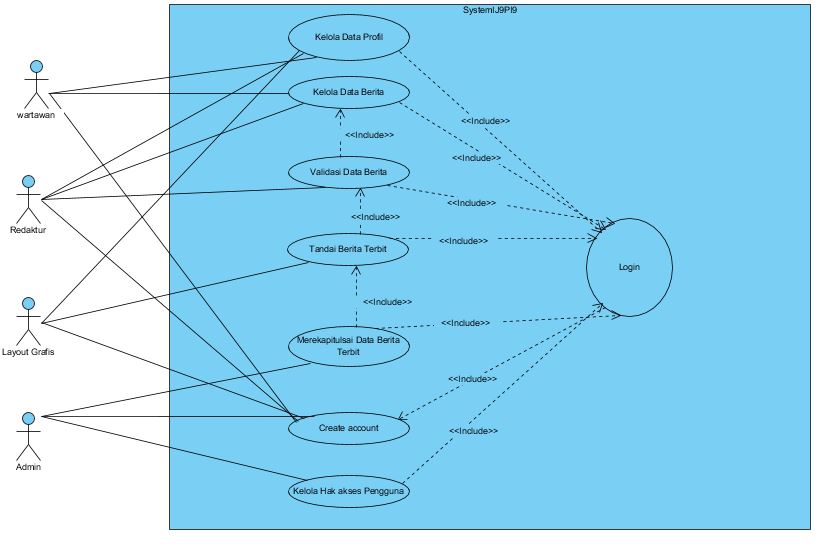 SystemIJ9PI9
Kelola Data Profil
wartawan
Kelola Data Berita
<<Include>>
<<Include>>
<<Include>>
Validasi Data Berita
Redaktur
<<Include>>
<<Include>>
Tandai Berita Terbit
<<Include>>
Login
<<Include>>
Layout Grafis
<<Include>>
Merekapitulsai Data Berita
Terbit
<<Include>>
Create account
<<Include>>
Admin
Kelola Hak akses Pengguna